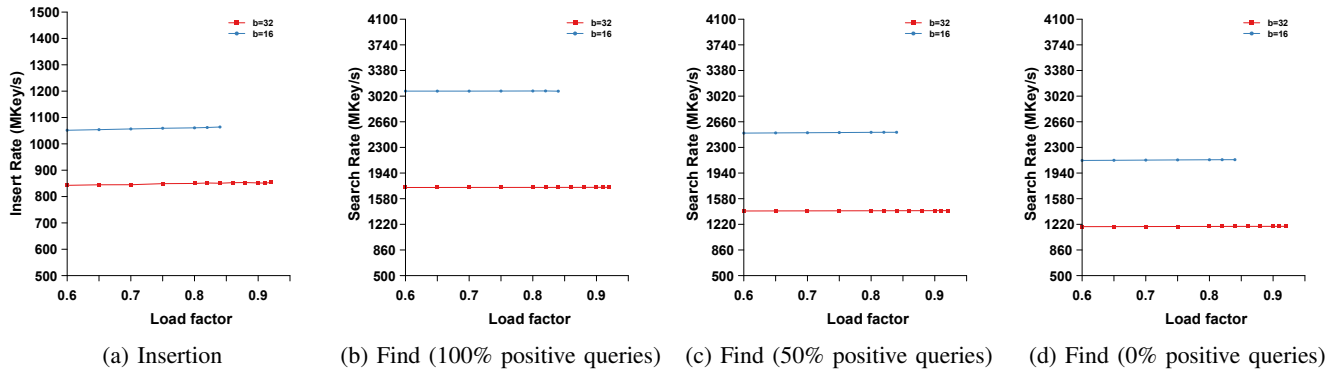 1500
1400
1300
1200
1100
1000
900
800
700
600
500
Insert Rate (MKey/s)
b=32
b=16
0.6 0.7 0.8 0.9
Load factor
(a) Insertion
4100
3740
3380
3020
2660
2300
1940
1580
1220
860
500
Search Rate (MKey/s)
b=32
b=16
0.6 0.7 0.8 0.9
Load factor
(b) Find (100% positive queries)
4100
3740
3380
3020
2660
2300
1940
1580
1220
860
500
Search Rate (MKey/s)
b=32
b=16
0.6 0.7 0.8 0.9
Load factor
(c) Find (50% positive queries)
4100
3740
3380
3020
2660
2300
1940
1580
1220
860
500
Search Rate (MKey/s)
b=32
b=16
0.6 0.7 0.8 0.9
Load factor
(d) Find (0% positive queries)